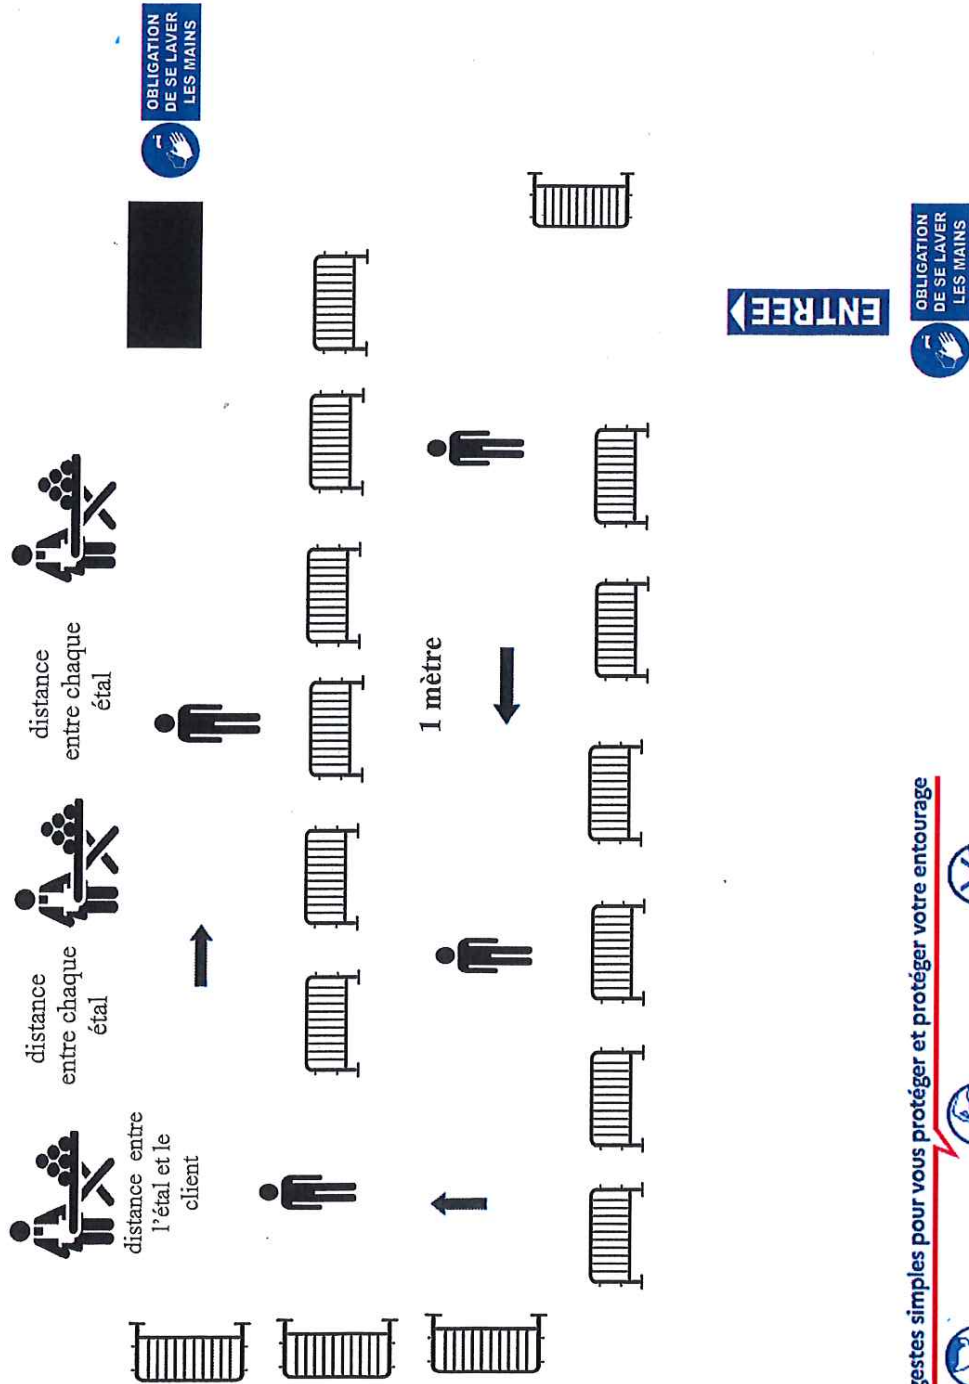 OBLIGATION
DE SE LAVER
LES MAINS
distance
entre chaque
étal
distance
entre chaque
étal
distance entre
l'étal et le
client
1 mètre
ENTREE
OBLIGATION
DE SE LAVER
LES MAINS
gestes simples pour vous protéger et protéger votre entourage